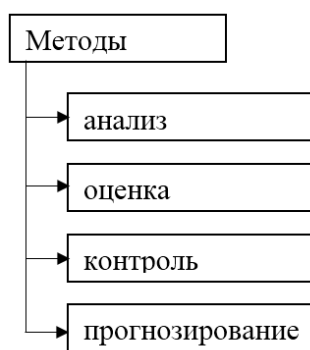 Методы
анализ
оценка
контроль
прогнозирование